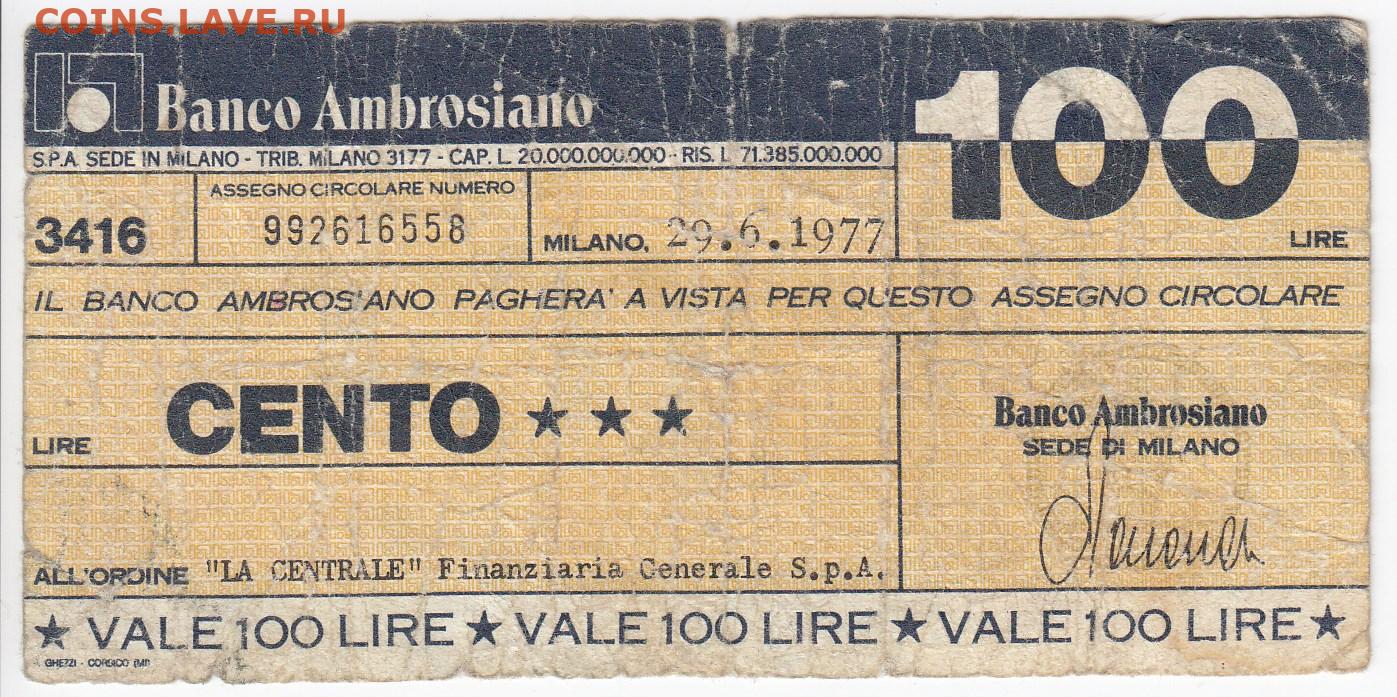 COINS.LAVE.RU
Banco Ambrosiano
100
S.P.A. SEDE IN MILANO - TRIB. MILANO 3177 - CAP. L. 20.000.000.000 - RIS. L. 71.385.000.000
ASSEGNO CIRCOLARE NUMERO
3416
992616558
MILANO, 29.6.1977
LIRE
IL BANCO AMBROSIANO PAGHERA' A VISTA PER QUESTO ASSEGNO CIRCOLARE
LIRE CENTO ★ ★ ★
Banco Ambrosiano
SEDE DI MILANO
ALL'ORDINE "LA CENTRALE" Finanziaria Generale S.p.A.
★ VALE 100 LIRE ★ VALE 100 LIRE ★ VALE 100 LIRE ★
GHEZZI - CORSICO (MI)